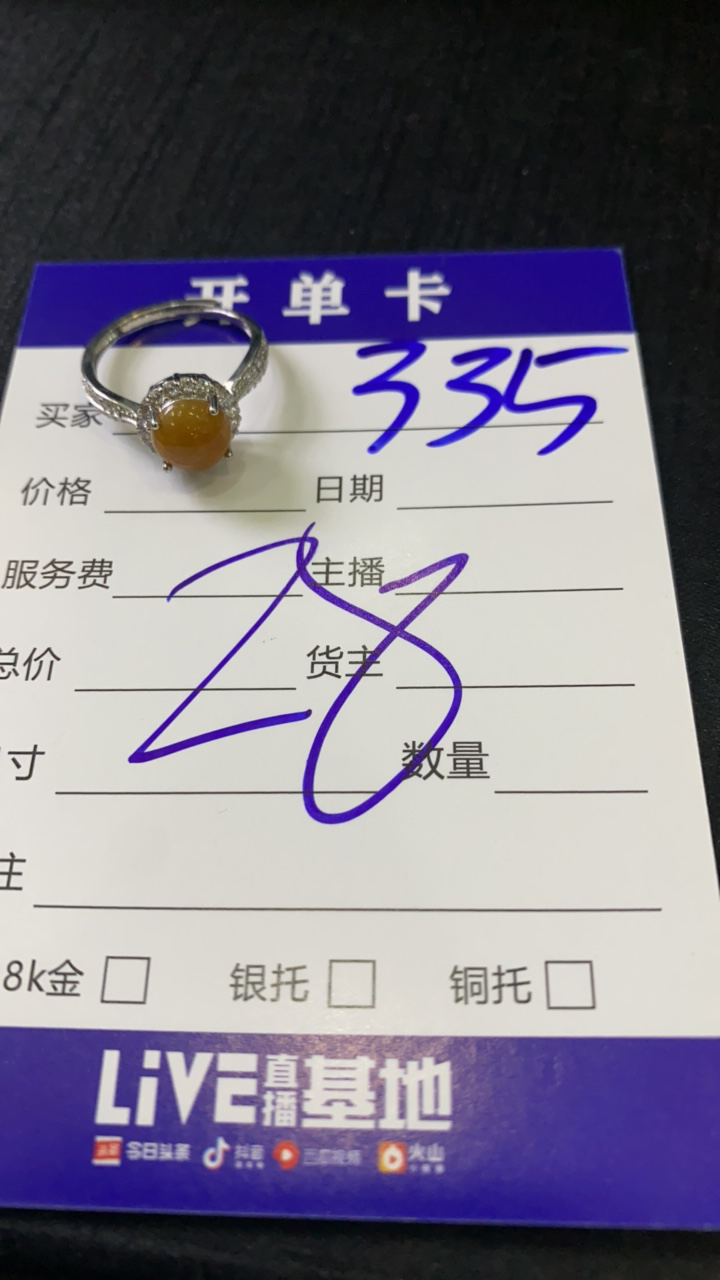 开单卡
335
买家
价格 日期
服务费 主播
总价 货主
28
寸 数量
主
8k金 银托 铜托
LiVE直播基地
今日头条 抖音 西瓜视频 火山